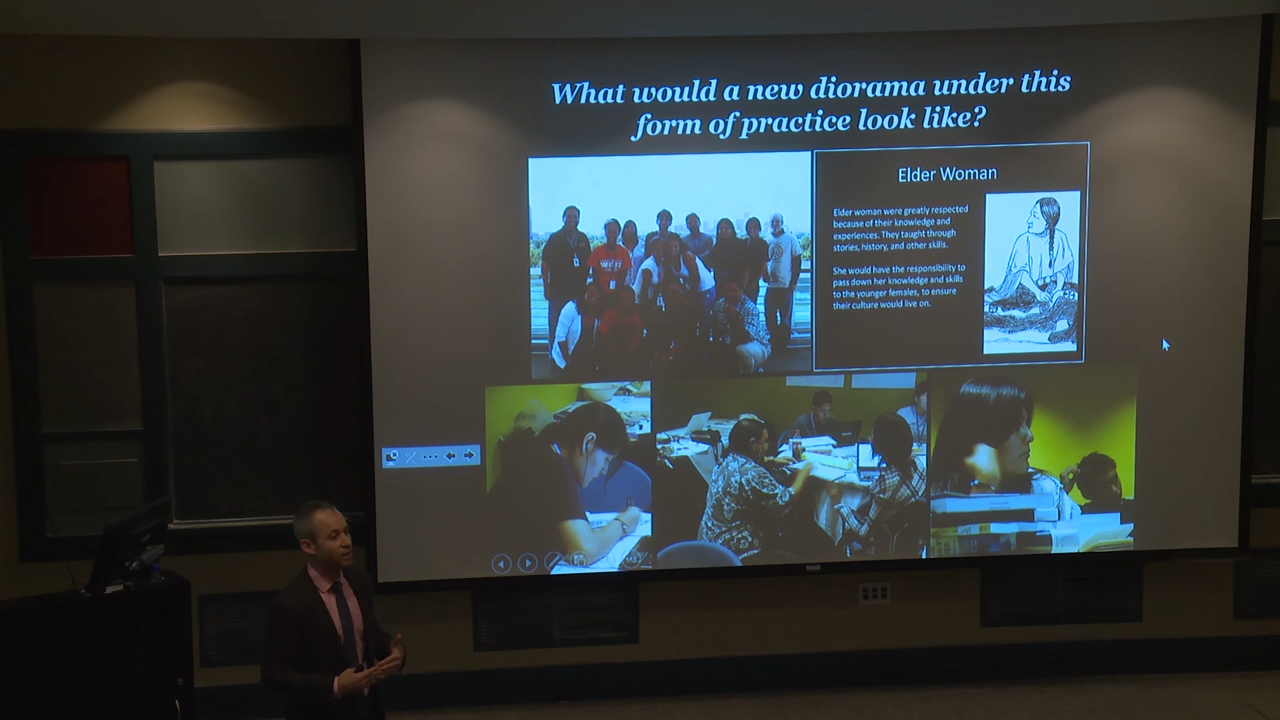 What would a new diorama under this
form of practice look like?
Elder Woman
Elder woman were greatly respected
because of their knowledge and
experiences. They taught through
stories, history, and other skills.
She would have the responsibility to
pass down her knowledge and skills
to the younger females, to ensure
their culture would live on.